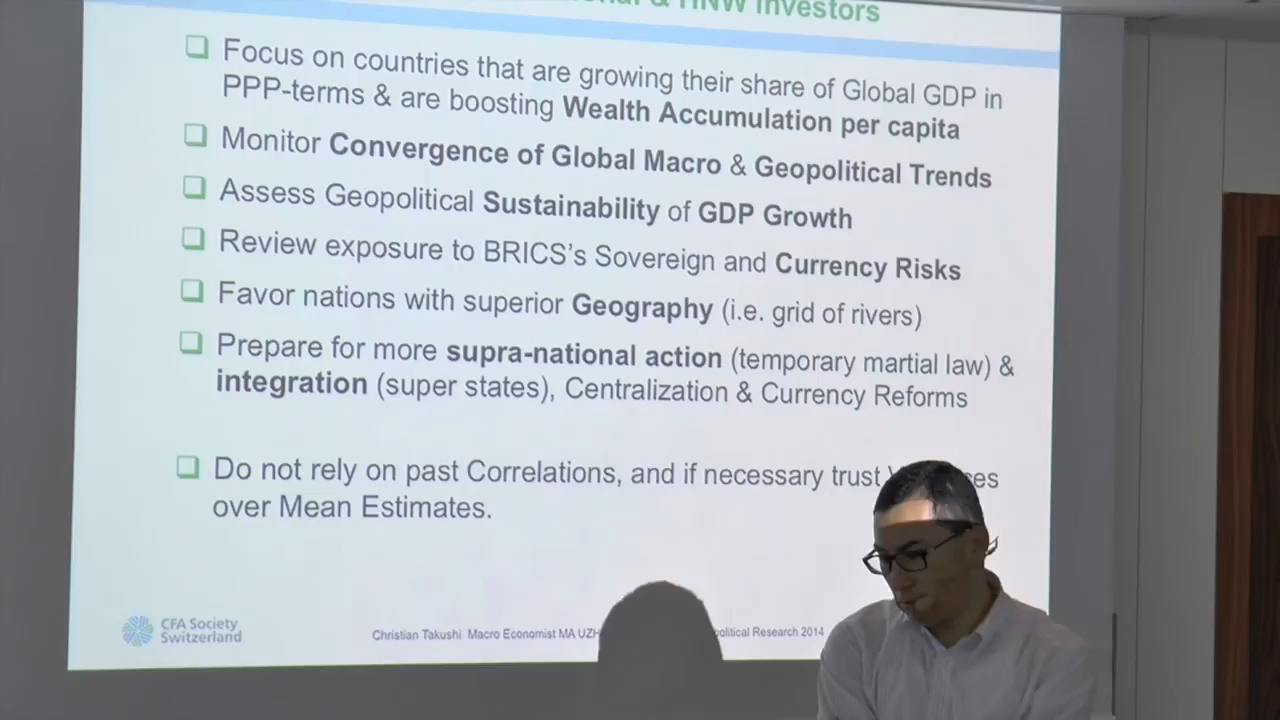 & HNW Investors
Focus on countries that are growing their share of Global GDP in
PPP-terms & are boosting Wealth Accumulation per capita
Monitor Convergence of Global Macro & Geopolitical Trends
Assess Geopolitical Sustainability of GDP Growth
Review exposure to BRICS's Sovereign and Currency Risks
Favor nations with superior Geography (i.e. grid of rivers)
Prepare for more supra-national action (temporary martial law) &
integration (super states), Centralization & Currency Reforms
Do not rely on past Correlations, and if necessary trust
over Mean Estimates.
CFA Society
Switzerland
Christian Takushi Macro Economist MA UZH
Research 2014